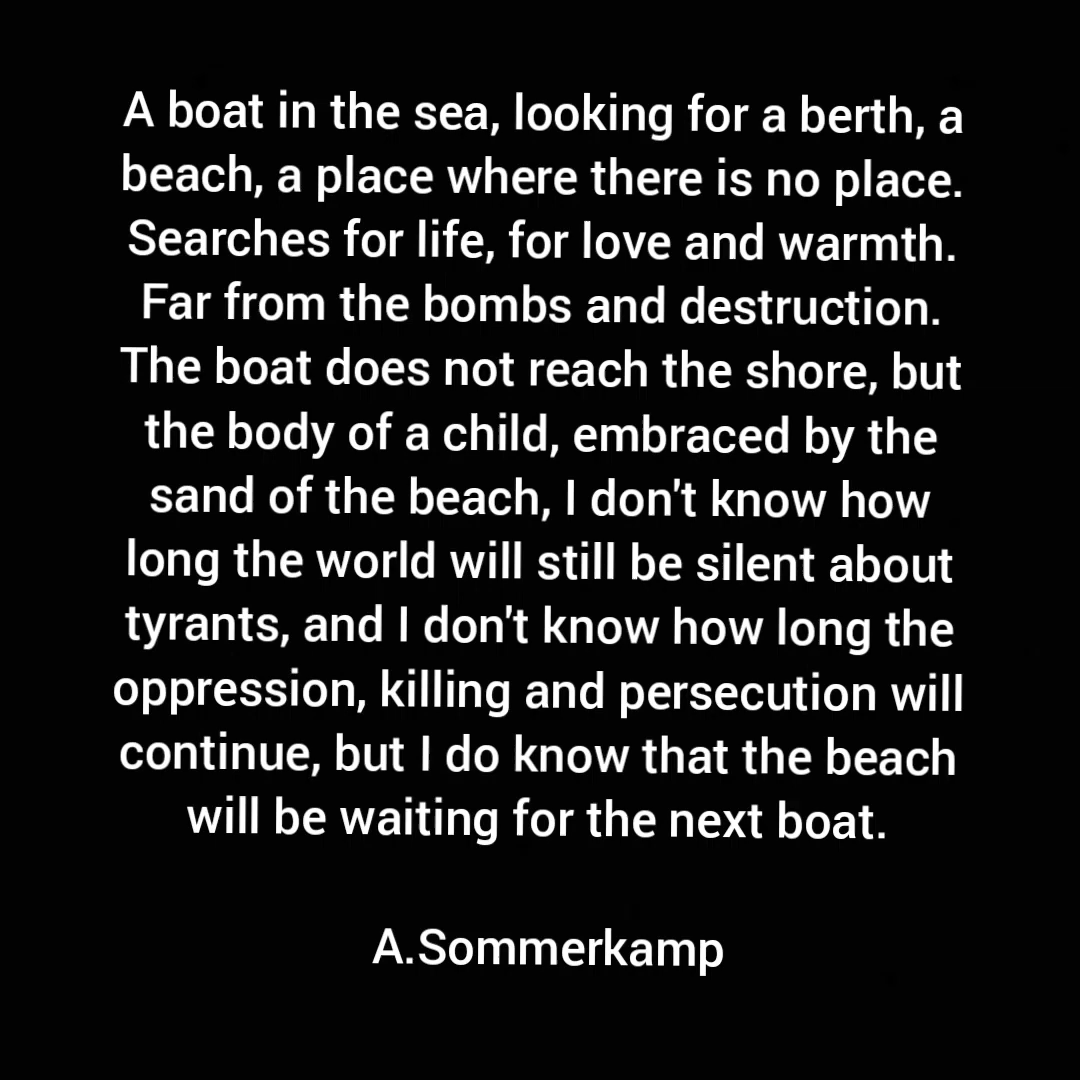 A boat in the sea, looking for a berth, a
beach, a place where there is no place.
Searches for life, for love and warmth.
Far from the bombs and destruction.
The boat does not reach the shore, but
the body of a child, embraced by the
sand of the beach, I don't know how
long the world will still be silent about
tyrants, and I don't know how long the
oppression, killing and persecution will
continue, but I do know that the beach
will be waiting for the next boat.
A.Sommerkamp